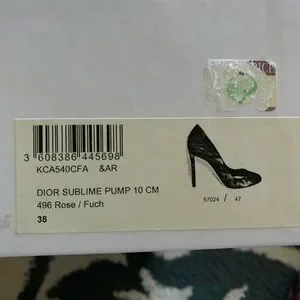 3 608386 445698
KCA540CFA &AR
DIOR SUBLIME PUMP 10 CM
496 Rose / Fuch
38
57024 / 47